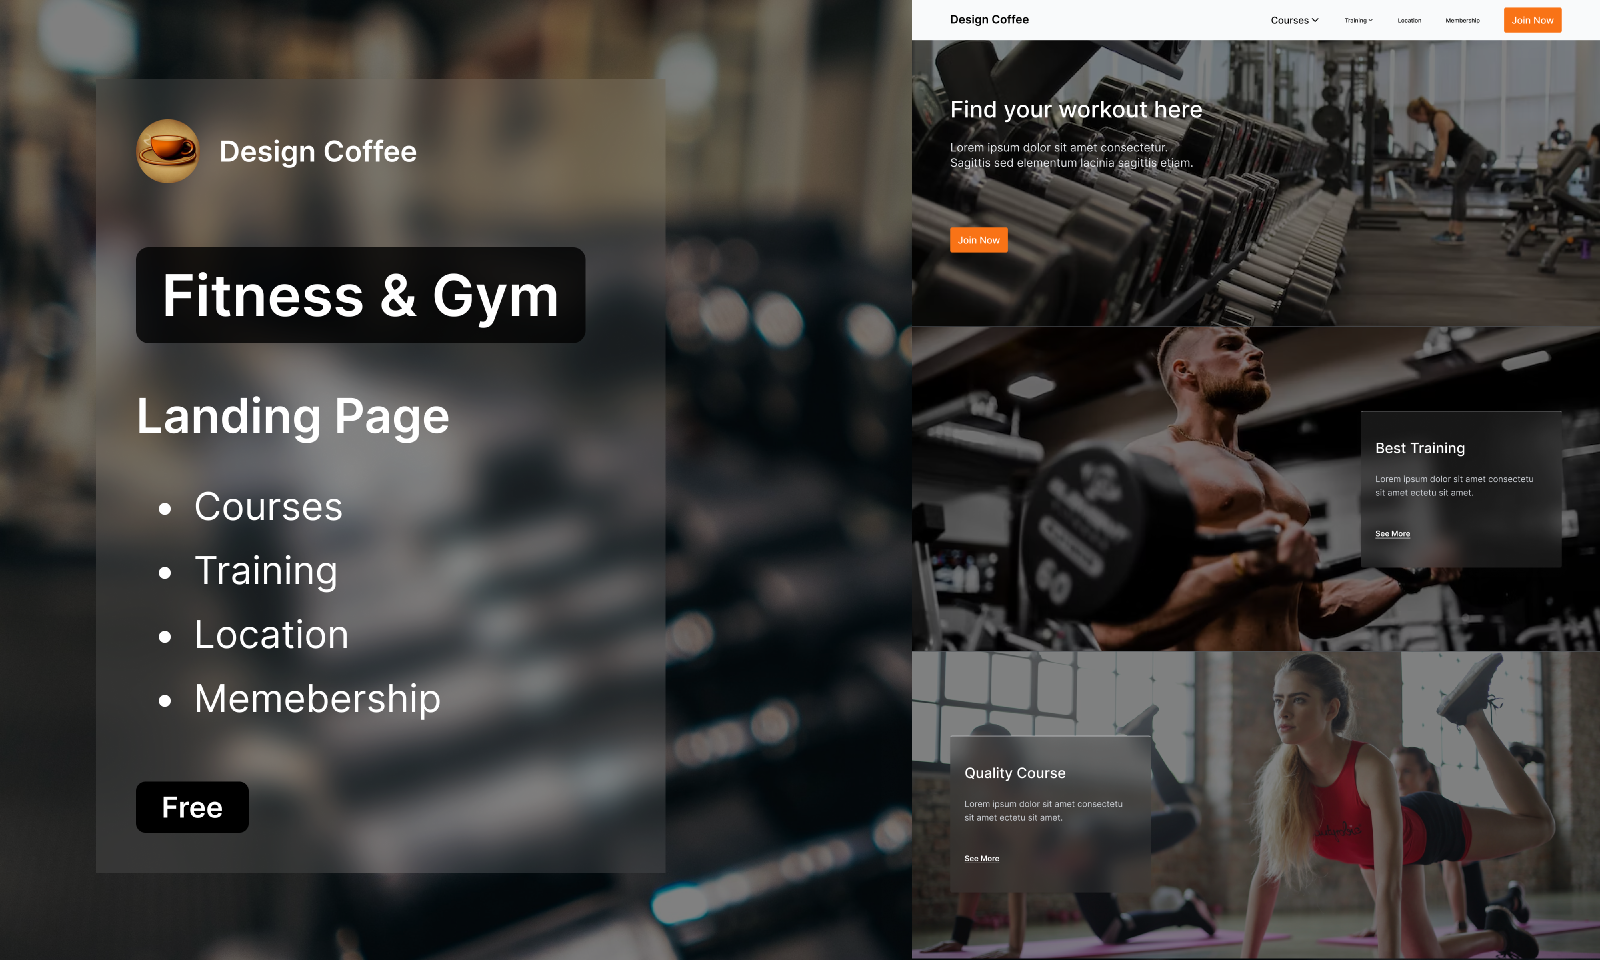 Design Coffee
Fitness & Gym
Landing Page
• Courses
• Training
• Location
• Memebership
Free
Design Coffee
Courses
Training
Location
Membership
Join Now
Find your workout here
Lorem ipsum dolor sit amet consectetur.
Sagittis sed elementum lacinia sagittis etiam.
Join Now
60
Best Training
Lorem ipsum dolor sit amet consectetu
sit amet ectetu sit amet.
See More
Quality Course
Lorem ipsum dolor sit amet consectetu
sit amet ectetu sit amet.
See More